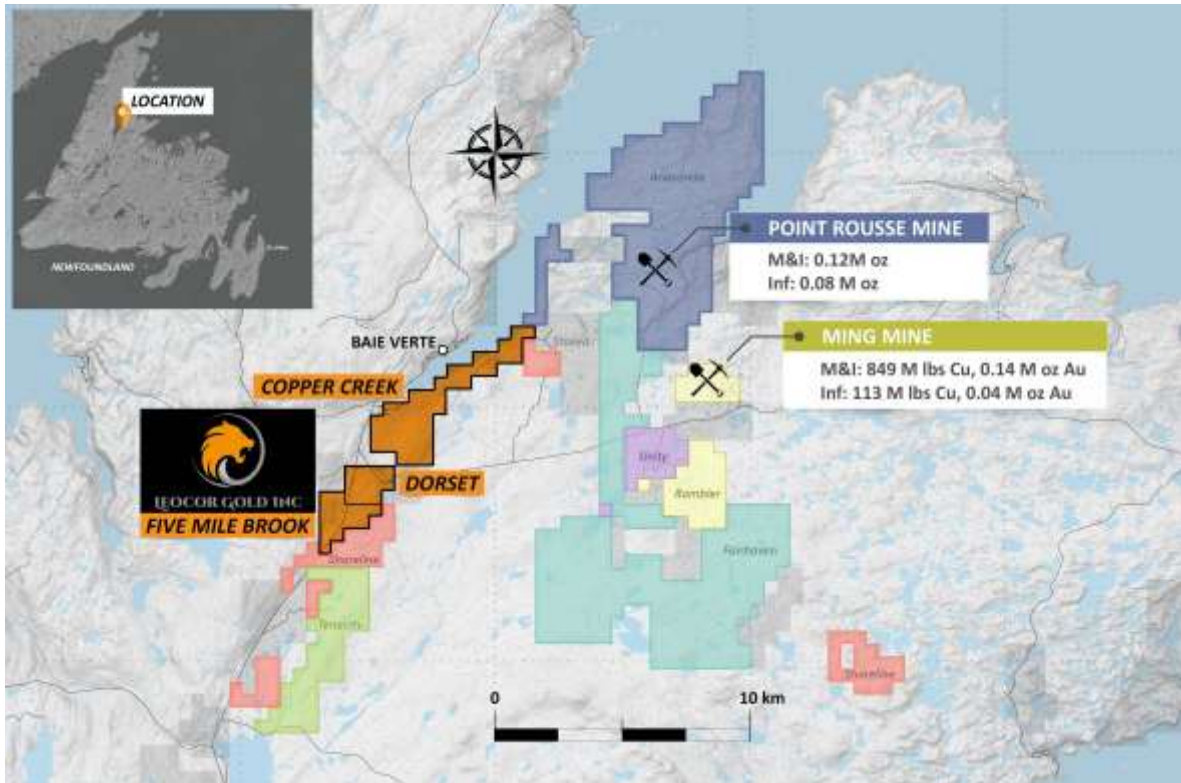 LOCATION
NEWFOUNDLAND
Anaconda
POINT ROUSSE MINE
M&I: 0.12M oz
Inf: 0.08 M oz
BAIE VERTE
MING MINE
M&I: 849 M lbs Cu, 0.14 M oz Au
Inf: 113 M lbs Cu, 0.04 M oz Au
COPPER CREEK
LEOCOR GOLD INC
DORSET
FIVE MILE BROOK
Unity
Rambler
Shoreline
Fairhaven
Shoreline
0
10 km